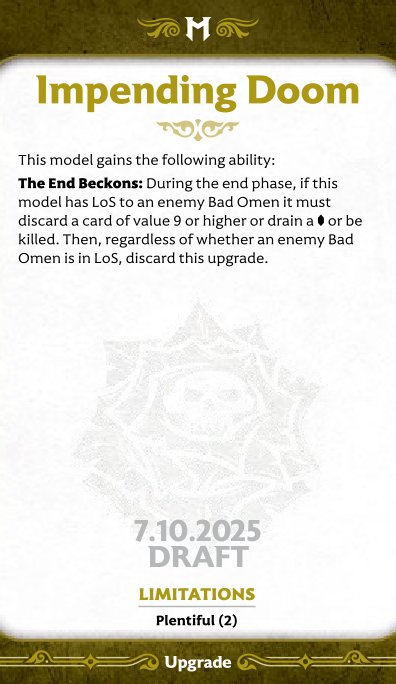 M
Impending Doom
This model gains the following ability:
The End Beckons: During the end phase, if this
model has LoS to an enemy Bad Omen it must
discard a card of value 9 or higher or drain a or be
killed. Then, regardless of whether an enemy Bad
Omen is in LoS, discard this upgrade.
7.10.2025
DRAFT
LIMITATIONS
Plentiful (2)
Upgrade